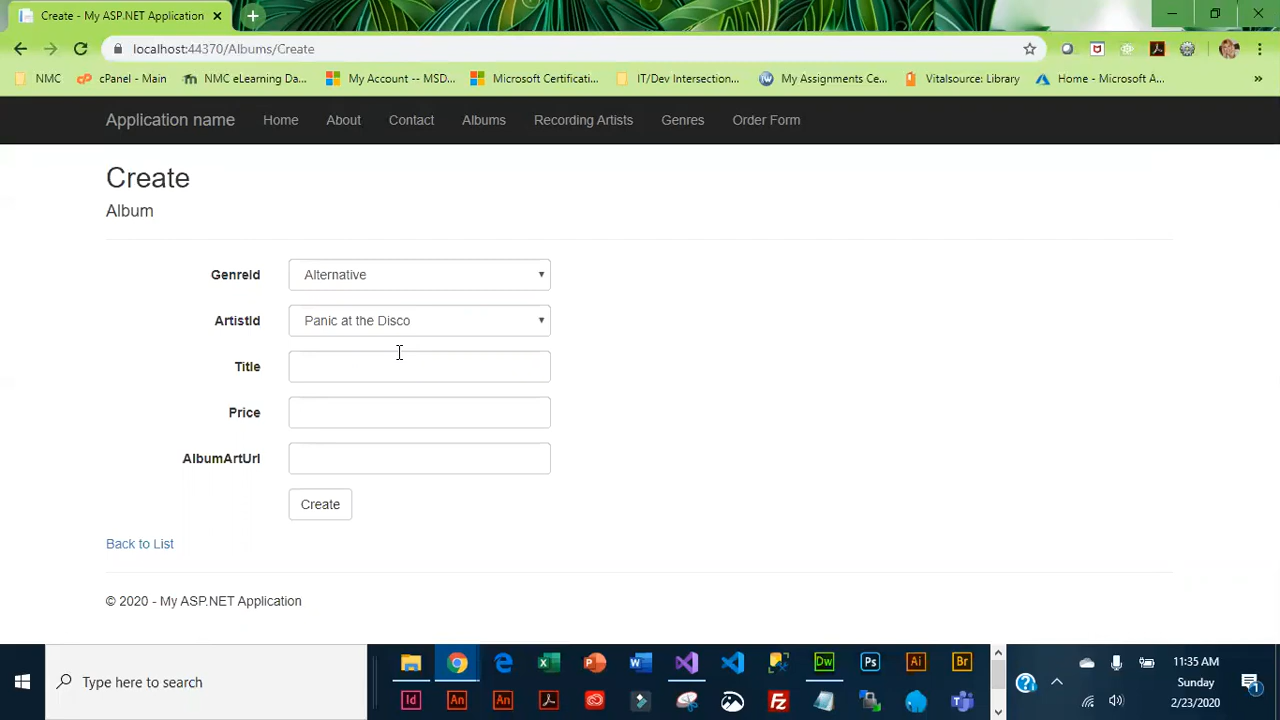 Create - My ASP.NET Application
localhost:44370/Albums/Create
NMC
cPanel - Main
NMC eLearning Da...
My Account -- MSD...
Microsoft Certificati...
IT/Dev Intersection...
My Assignments Ce...
Vitalsource: Library
Home - Microsoft A...
Application name
Home
About
Contact
Albums
Recording Artists
Genres
Order Form
Create
Album
GenreId
Alternative
ArtistId
Panic at the Disco
Title
Price
AlbumArtUrl
Create
Back to List
© 2020 - My ASP.NET Application
Type here to search
11:35 AM
Sunday
2/23/2020